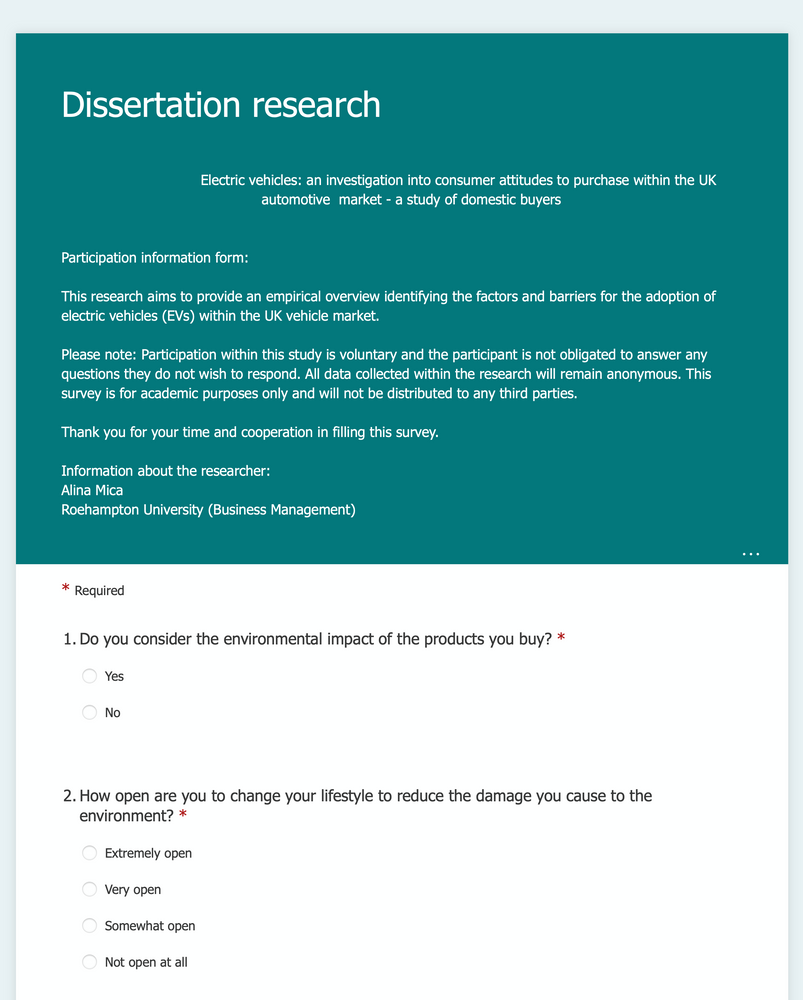 Dissertation research
Electric vehicles: an investigation into consumer attitudes to purchase within the UK
automotive  market - a study of domestic buyers
Participation information form:
This research aims to provide an empirical overview identifying the factors and barriers for the adoption of
electric vehicles (EVs) within the UK vehicle market.
Please note: Participation within this study is voluntary and the participant is not obligated to answer any
questions they do not wish to respond. All data collected within the research will remain anonymous. This
survey is for academic purposes only and will not be distributed to any third parties.
Thank you for your time and cooperation in filling this survey.
Information about the researcher:
Alina Mica
Roehampton University (Business Management)
...
* Required
1. Do you consider the environmental impact of the products you buy? *
Yes
No
2. How open are you to change your lifestyle to reduce the damage you cause to the
environment? *
Extremely open
Very open
Somewhat open
Not open at all